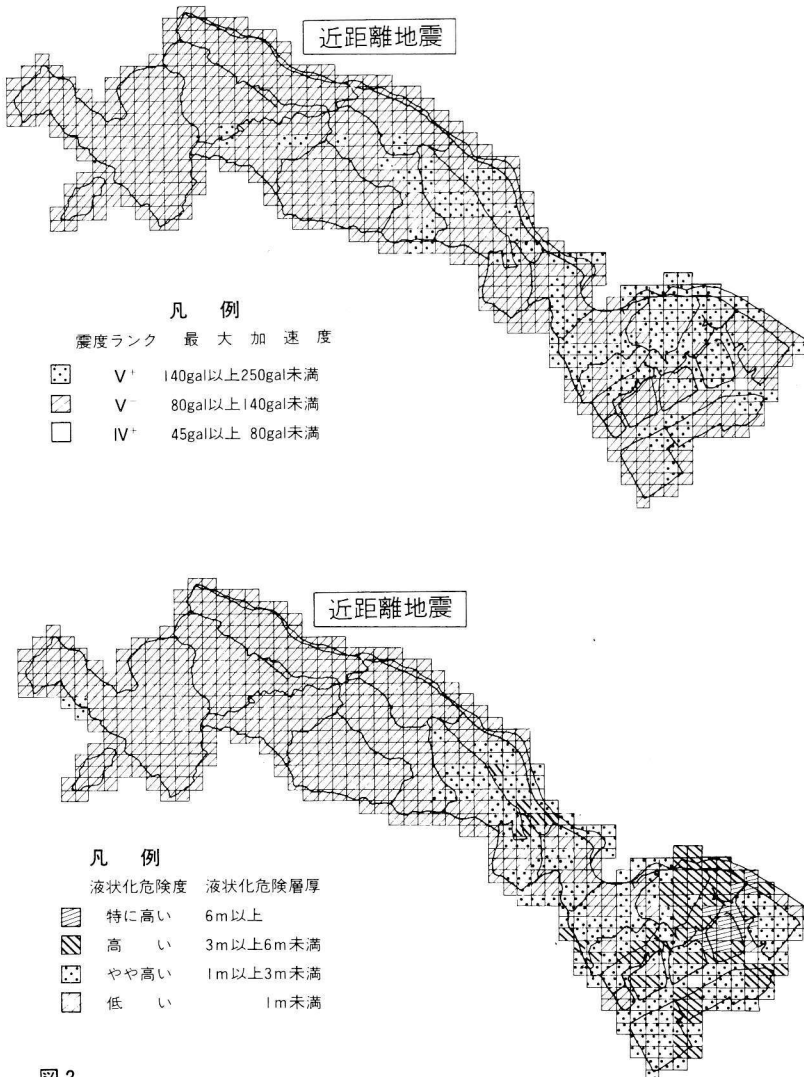 近距離地震
凡 例
震度ランク 最大加速度
V⁺ 140gal以上250gal未満
V⁻ 80gal以上140gal未満
IV⁺ 45gal以上 80gal未満
近距離地震
凡 例
液状化危険度 液状化危険層厚
特に高い 6m以上
高 い 3m以上6m未満
やや高い 1m以上3m未満
低 い 1m未満
図2